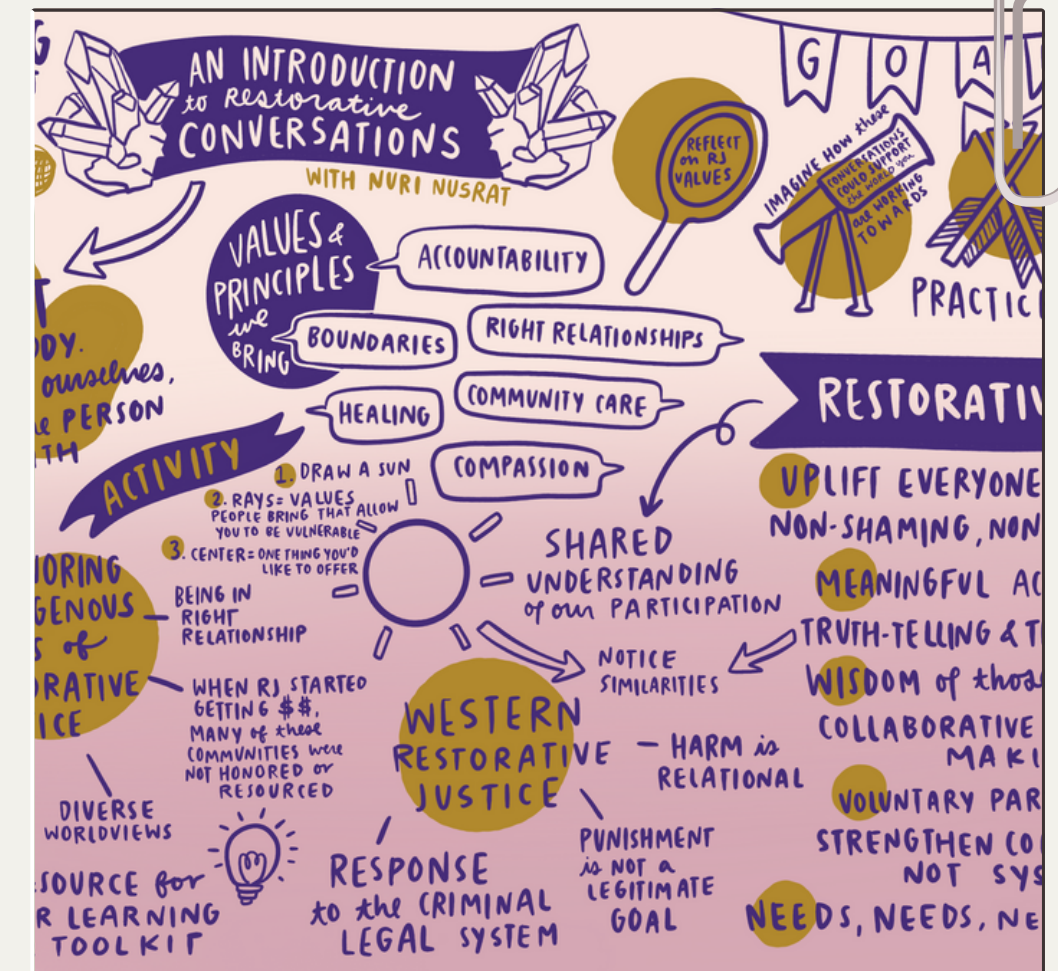 AN INTRODUCTION
to Restorative
CONVERSATIONS
WITH NURI NUSRAT
G O A
REFLECT
on RJ
VALUES
IMAGINE HOW these
CONVERSATIONS
COULD SUPPORT
the WORLD you
are WORKING
TOWARDS
PRACTIC
VALUES &
PRINCIPLES
we
BRING
ACCOUNTABILITY
BOUNDARIES
RIGHT RELATIONSHIPS
HEALING
COMMUNITY CARE
COMPASSION
T
ODY.
ourselves,
PERSON
TH
ACTIVITY
1. DRAW A SUN
2. RAYS = VALUES
PEOPLE BRING THAT ALLOW
YOU TO BE VULNERABLE
3. CENTER = ONE THING YOU'D
LIKE TO OFFER
SHARED
UNDERSTANDING
of our PARTICIPATION
NOTICE
SIMILARITIES
ORING
GENOUS
S of
ORATIVE
ICE
BEING IN
RIGHT
RELATIONSHIP
WHEN RJ STARTED
GETTING $$,
MANY of these
COMMUNITIES were
NOT HONORED or
RESOURCED
DIVERSE
WORLDVIEWS
SOURCE for
R LEARNING
TOOLKIT
WESTERN
RESTORATIVE
JUSTICE
HARM is
RELATIONAL
PUNISHMENT
is NOT a
LEGITIMATE
GOAL
RESPONSE
to the CRIMINAL
LEGAL SYSTEM
RESTORATIV
UPLIFT EVERYONE
NON-SHAMING, NON
MEANINGFUL AC
TRUTH-TELLING & T
WISDOM of thos
COLLABORATIVE
MAKI
VOLUNTARY PAR
STRENGTHEN CO
NOT SYS
NEEDS, NEEDS, NE